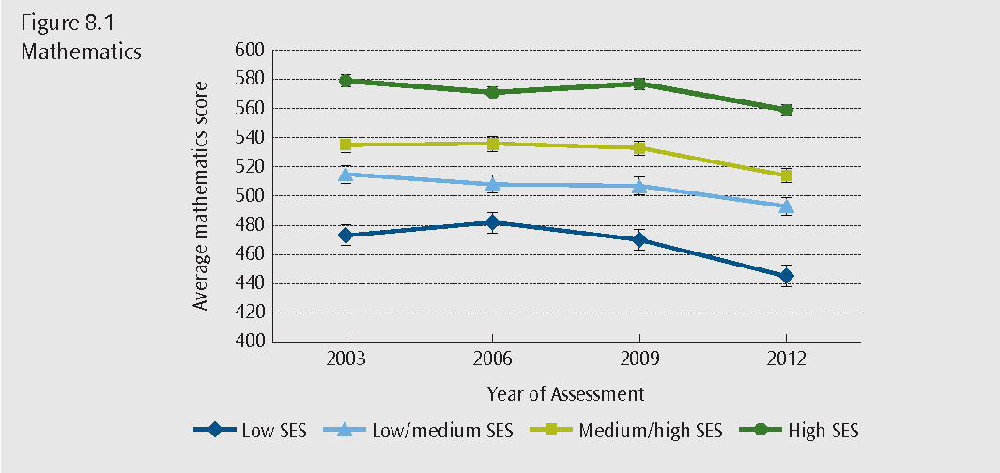 Figure 8.1
Mathematics
Average mathematics score
600
580
560
540
520
500
480
460
440
420
400
2003 2006 2009 2012
Year of Assessment
Low SES Low/medium SES Medium/high SES High SES